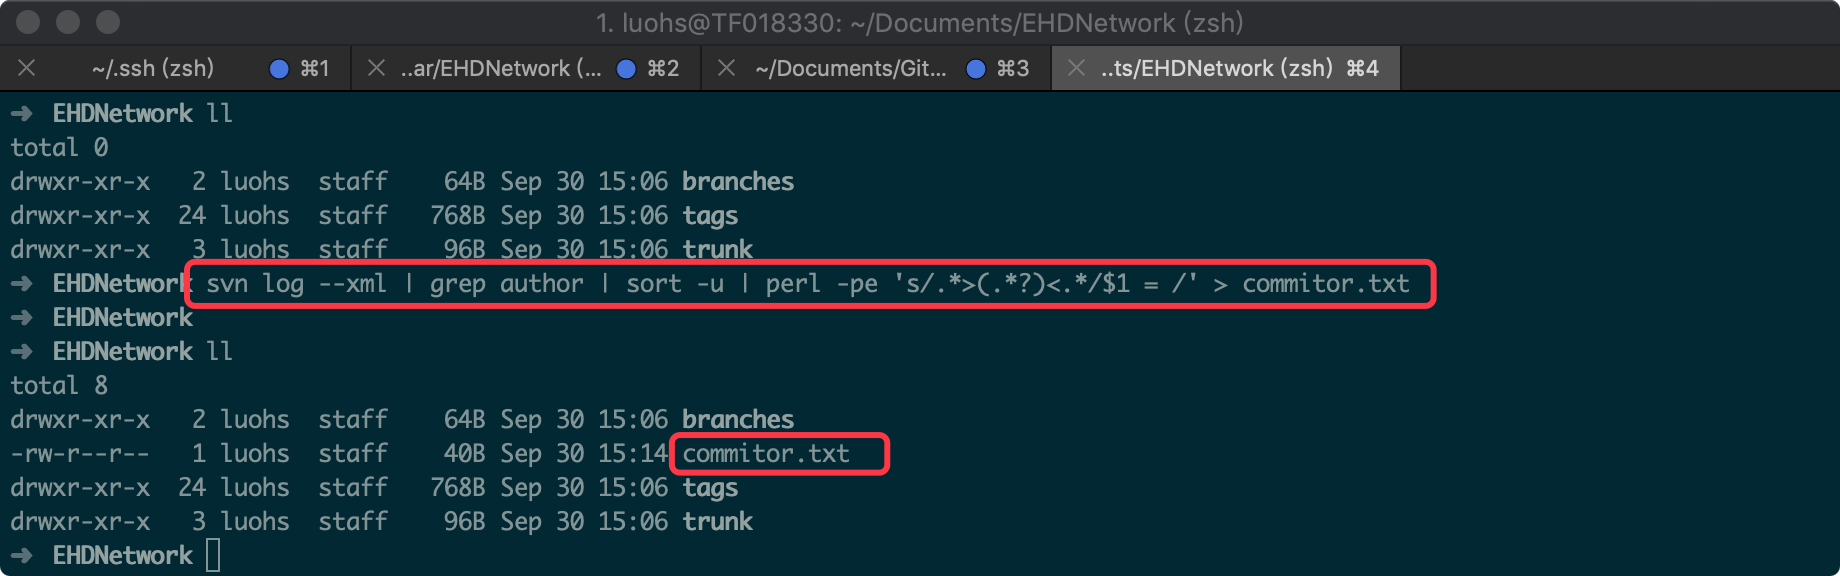 1. luohs@TF018330: ~/Documents/EHDNetwork (zsh)
~/.ssh (zsh) ⌘1 ..ar/EHDNetwork (... ⌘2 ~/Documents/Git... ⌘3 ..ts/EHDNetwork (zsh) ⌘4
➜  EHDNetwork ll
total 0
drwxr-xr-x   2 luohs  staff    64B Sep 30 15:06 branches
drwxr-xr-x  24 luohs  staff   768B Sep 30 15:06 tags
drwxr-xr-x   3 luohs  staff    96B Sep 30 15:06 trunk
➜  EHDNetwork svn log --xml | grep author | sort -u | perl -pe 's/.*>(.*?)<.*/$1 = /' > commitor.txt
➜  EHDNetwork
➜  EHDNetwork ll
total 8
drwxr-xr-x   2 luohs  staff    64B Sep 30 15:06 branches
-rw-r--r--   1 luohs  staff    40B Sep 30 15:14 commitor.txt
drwxr-xr-x  24 luohs  staff   768B Sep 30 15:06 tags
drwxr-xr-x   3 luohs  staff    96B Sep 30 15:06 trunk
➜  EHDNetwork